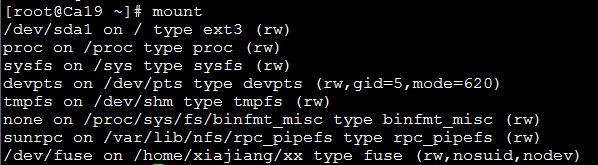 [root@Ca19 ~]# mount
/dev/sda1 on / type ext3 (rw)
proc on /proc type proc (rw)
sysfs on /sys type sysfs (rw)
devpts on /dev/pts type devpts (rw,gid=5,mode=620)
tmpfs on /dev/shm type tmpfs (rw)
none on /proc/sys/fs/binfmt_misc type binfmt_misc (rw)
sunrpc on /var/lib/nfs/rpc_pipefs type rpc_pipefs (rw)
/dev/fuse on /home/xiajiang/xx type fuse (rw,nosuid,nodev)